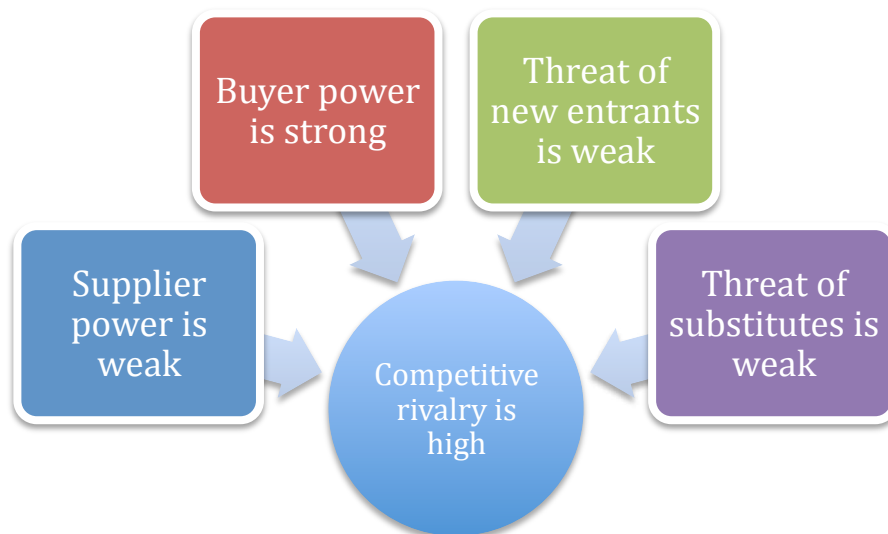 Supplier
power is
weak
Buyer power
is strong
Threat of
new entrants
is weak
Threat of
substitutes is
weak
Competitive
rivalry is
high